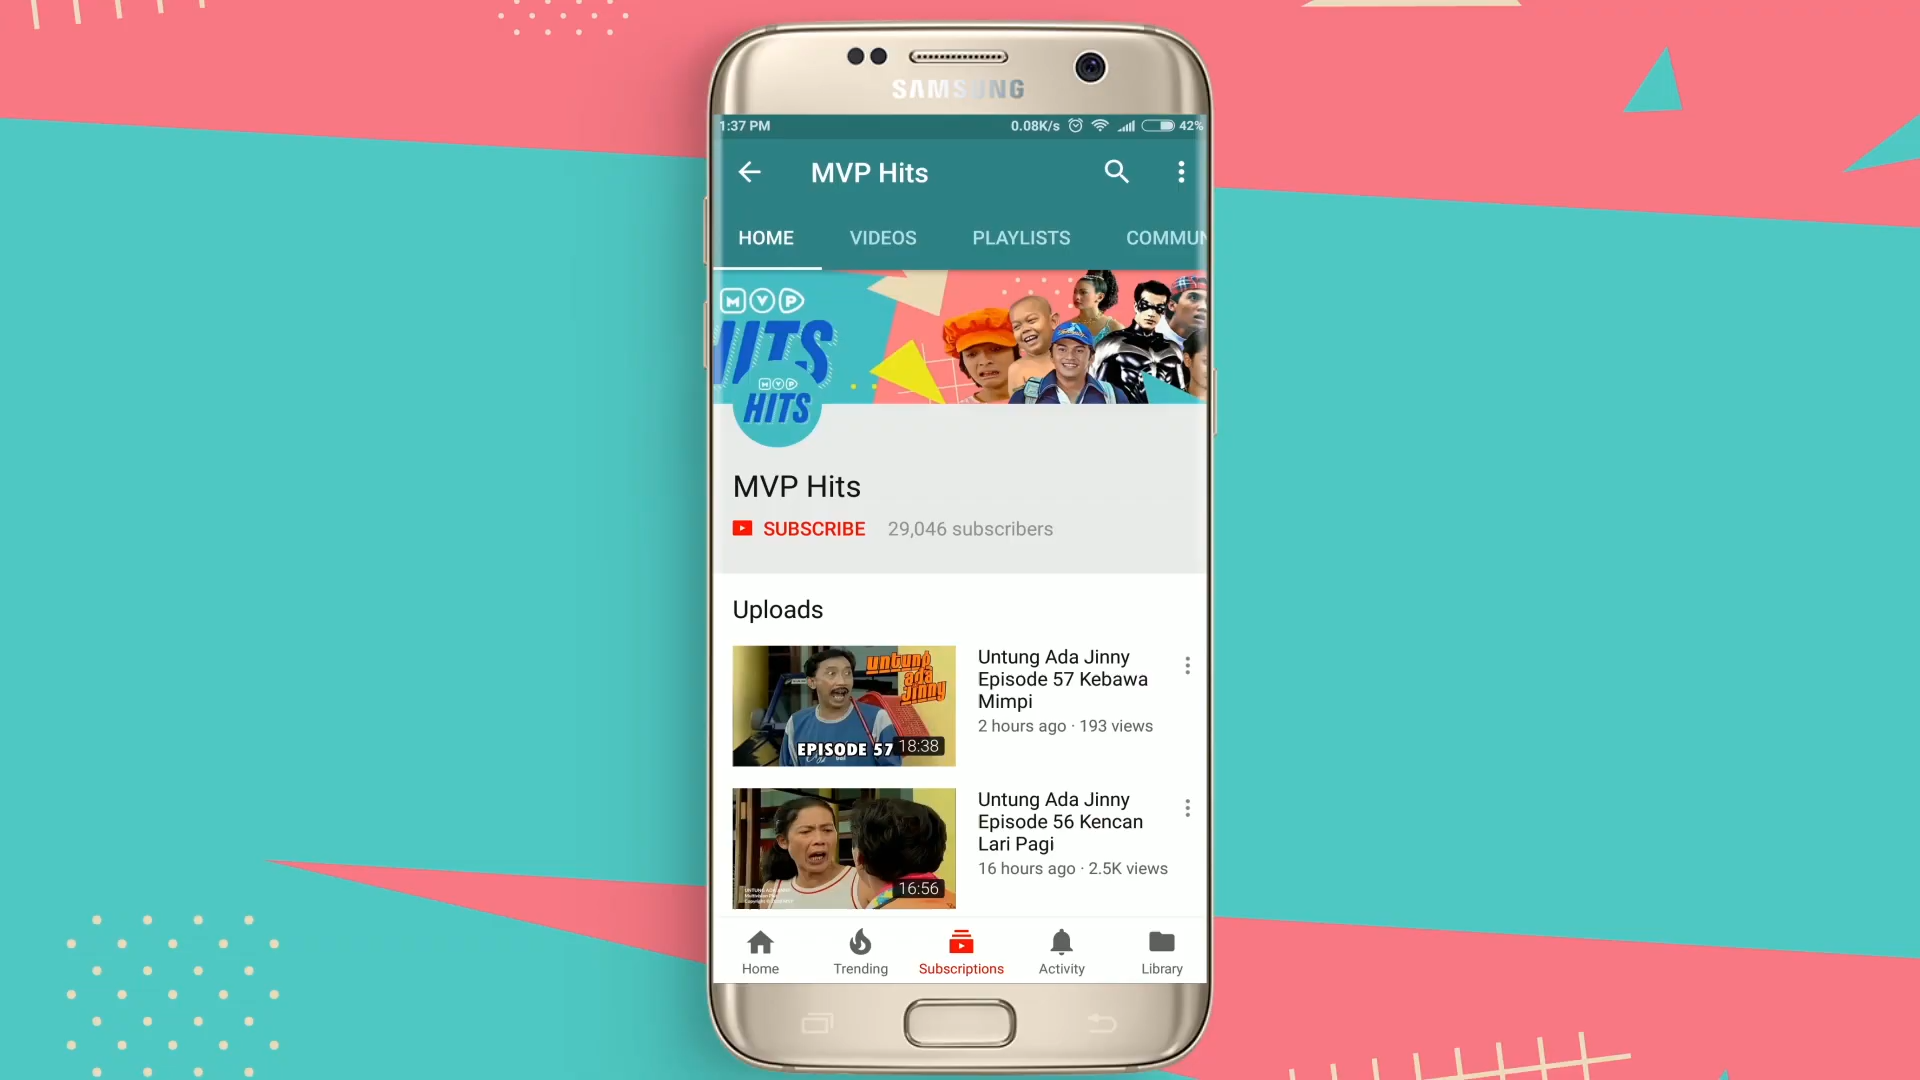 SAMSUNG
1:37 PM 0.08K/s 42%
MVP Hits
HOME VIDEOS PLAYLISTS COMMUN
MVP
HITS
MVP
HITS
MVP Hits
SUBSCRIBE 29,046 subscribers
Uploads
untung
ada
jinny
EPISODE 57 18:38
Untung Ada Jinny
Episode 57 Kebawa
Mimpi
2 hours ago · 193 views
16:56
Untung Ada Jinny
Episode 56 Kencan
Lari Pagi
16 hours ago · 2.5K views
Home Trending Subscriptions Activity Library